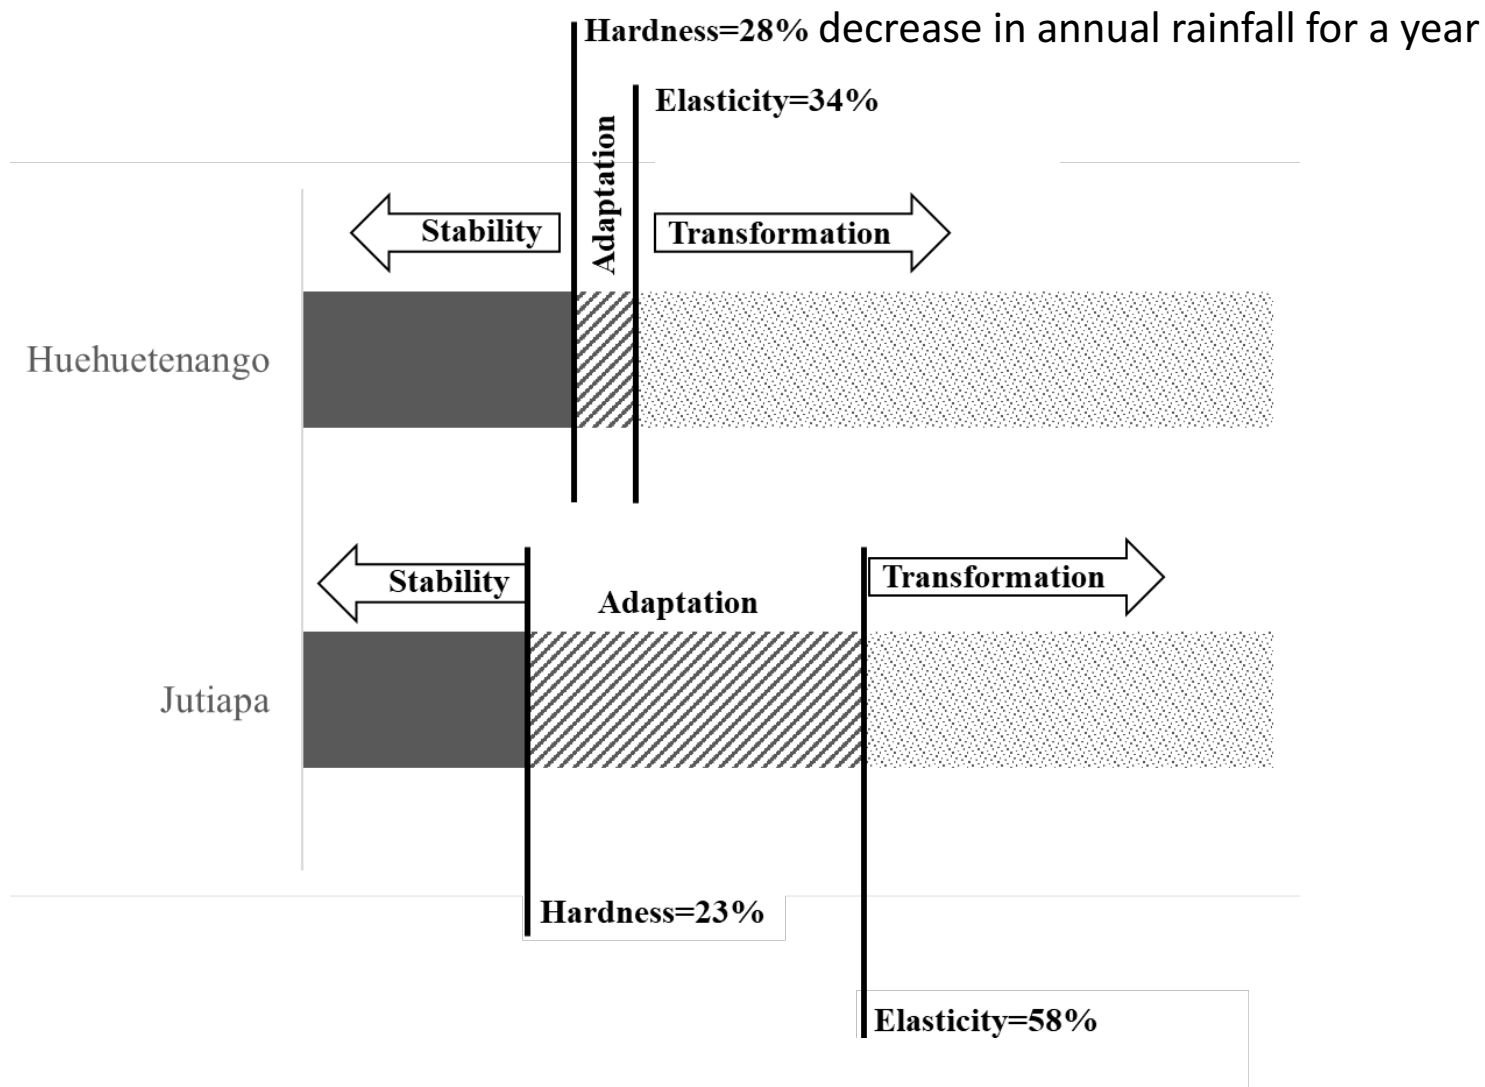 Hardness=28% decrease in annual rainfall for a year
Elasticity=34%
Adaptation
Stability
Transformation
Huehuetenango
Stability
Adaptation
Transformation
Jutiapa
Hardness=23%
Elasticity=58%